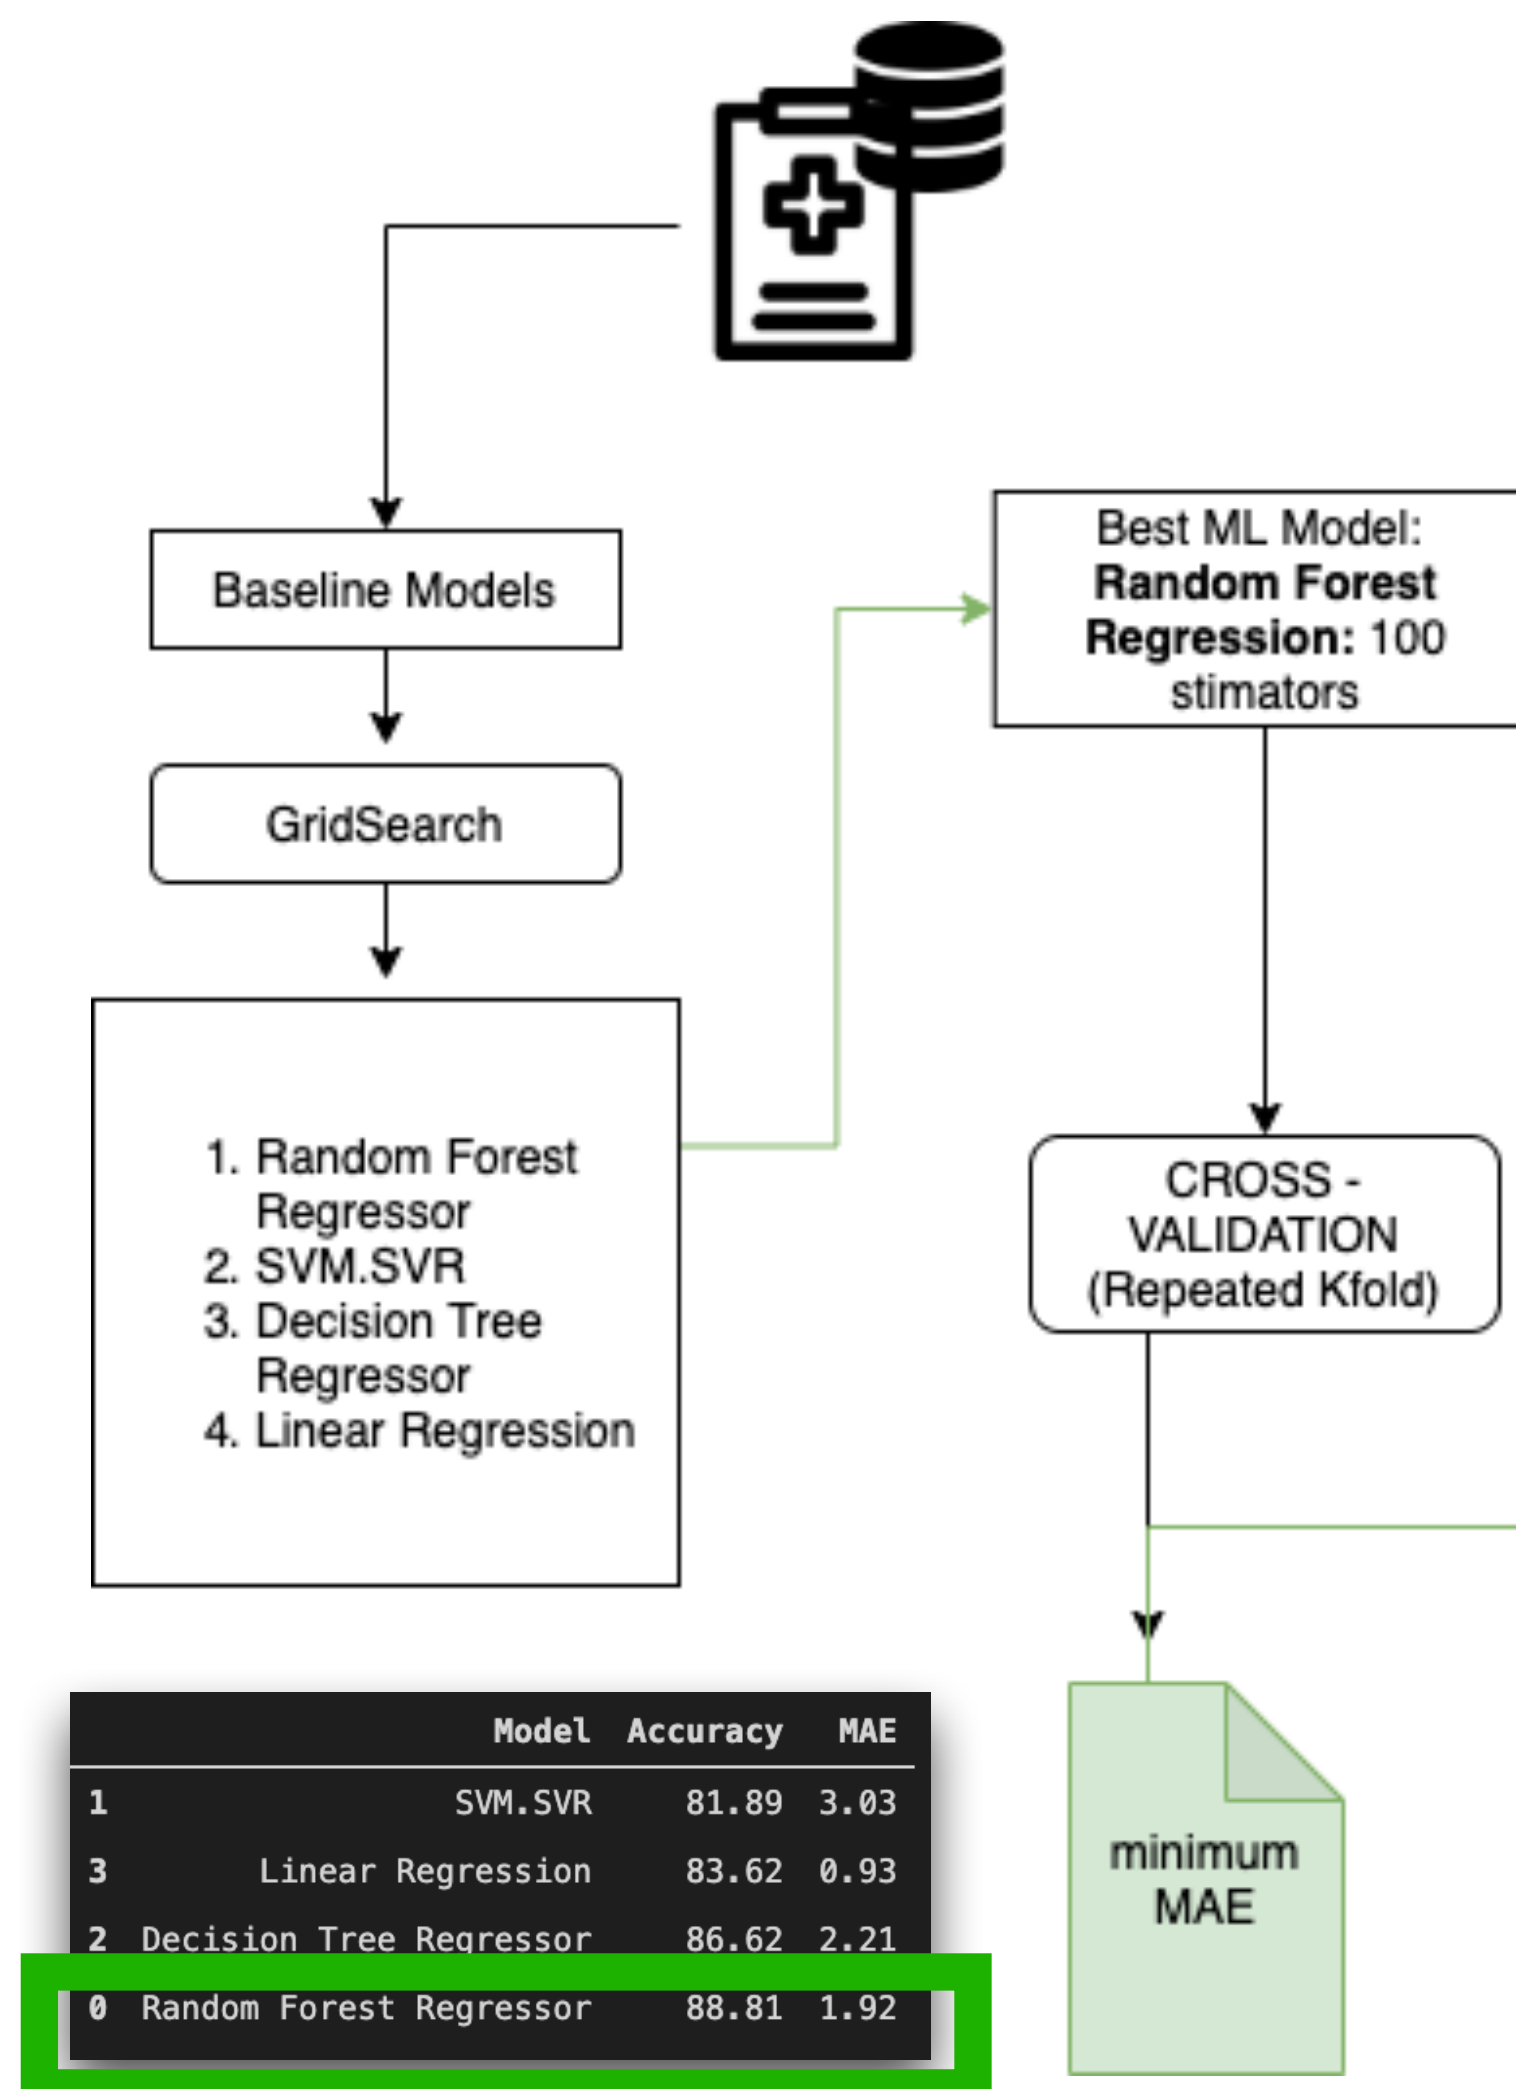 Baseline Models
GridSearch
1. Random Forest
Regressor
2. SVM.SVR
3. Decision Tree
Regressor
4. Linear Regression
Best ML Model:
Random Forest
Regression: 100
stimators
CROSS -
VALIDATION
(Repeated Kfold)
minimum
MAE
Model Accuracy MAE
1 SVM.SVR 81.89 3.03
3 Linear Regression 83.62 0.93
2 Decision Tree Regressor 86.62 2.21
0 Random Forest Regressor 88.81 1.92